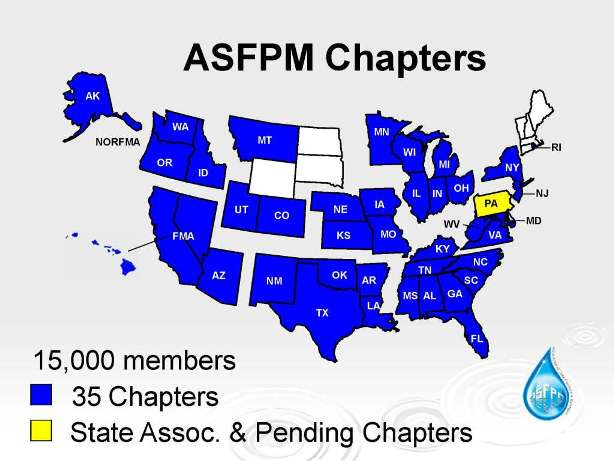 ASFPM Chapters
AK
NORFMA
WA
OR
ID
MT
MN
WI
MI
NY
RI
NJ
PA
MD
WV
VA
IL
IN
OH
IA
NE
UT
CO
KS
MO
KY
FMA
AZ
NM
OK
AR
TN
NC
SC
MS
AL
GA
LA
TX
FL
15,000 members
35 Chapters
State Assoc. & Pending Chapters
ASFPM